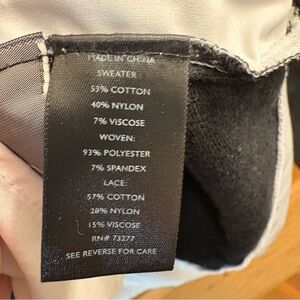 MADE IN CHINA
SWEATER
53% COTTON
40% NYLON
7% VISCOSE
WOVEN:
93% POLYESTER
7% SPANDEX
LACE:
57% COTTON
28% NYLON
15% VISCOSE
RN# 73277
SEE REVERSE FOR CARE